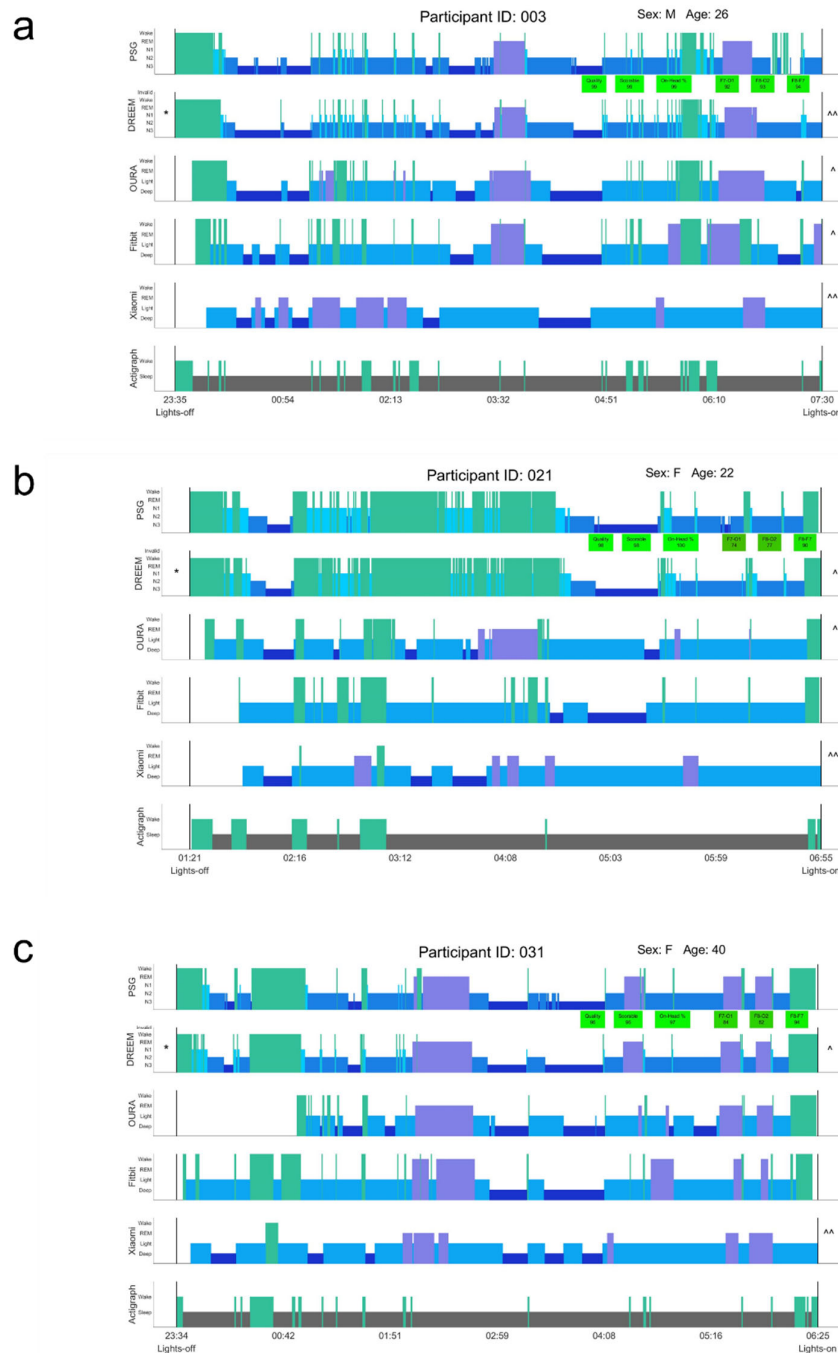 a
Participant ID: 003 Sex: M Age: 26
PSG
Wake
REM
N1
N2
N3
Quality Scorable On-Head % F7-O1 F8-O2 F8-F7
DREEM
Invalid
Wake
REM
N1
N2
N3
* ^^
OURA
Wake
REM
Light
Deep
^
Fitbit
Wake
REM
Light
Deep
^
Xiaomi
Wake
REM
Light
Deep
^^
Actigraph
Wake
Sleep
23:35 00:54 02:13 03:32 04:51 06:10 07:30
Lights-off Lights-on
b
Participant ID: 021 Sex: F Age: 22
PSG
Wake
REM
N1
N2
N3
Quality Scorable On-Head % F7-O1 F8-O2 F8-F7
100
DREEM
Invalid
Wake
REM
N1
N2
N3
* ^
OURA
Wake
REM
Light
Deep
^
Fitbit
Wake
REM
Light
Deep
Xiaomi
Wake
REM
Light
Deep
^^
Actigraph
Wake
Sleep
01:21 02:16 03:12 04:08 05:03 05:59 06:55
Lights-off Lights-on
c
Participant ID: 031 Sex: F Age: 40
PSG
Wake
REM
N1
N2
N3
Quality Scorable On-Head % F7-O1 F8-O2 F8-F7
DREEM
Invalid
Wake
REM
N1
N2
N3
* ^
OURA
Wake
REM
Light
Deep
Fitbit
Wake
REM
Light
Deep
Xiaomi
Wake
REM
Light
Deep
^^
Actigraph
Wake
Sleep
23:34 00:42 01:51 02:59 04:08 05:16 06:25
Lights-off Lights-on